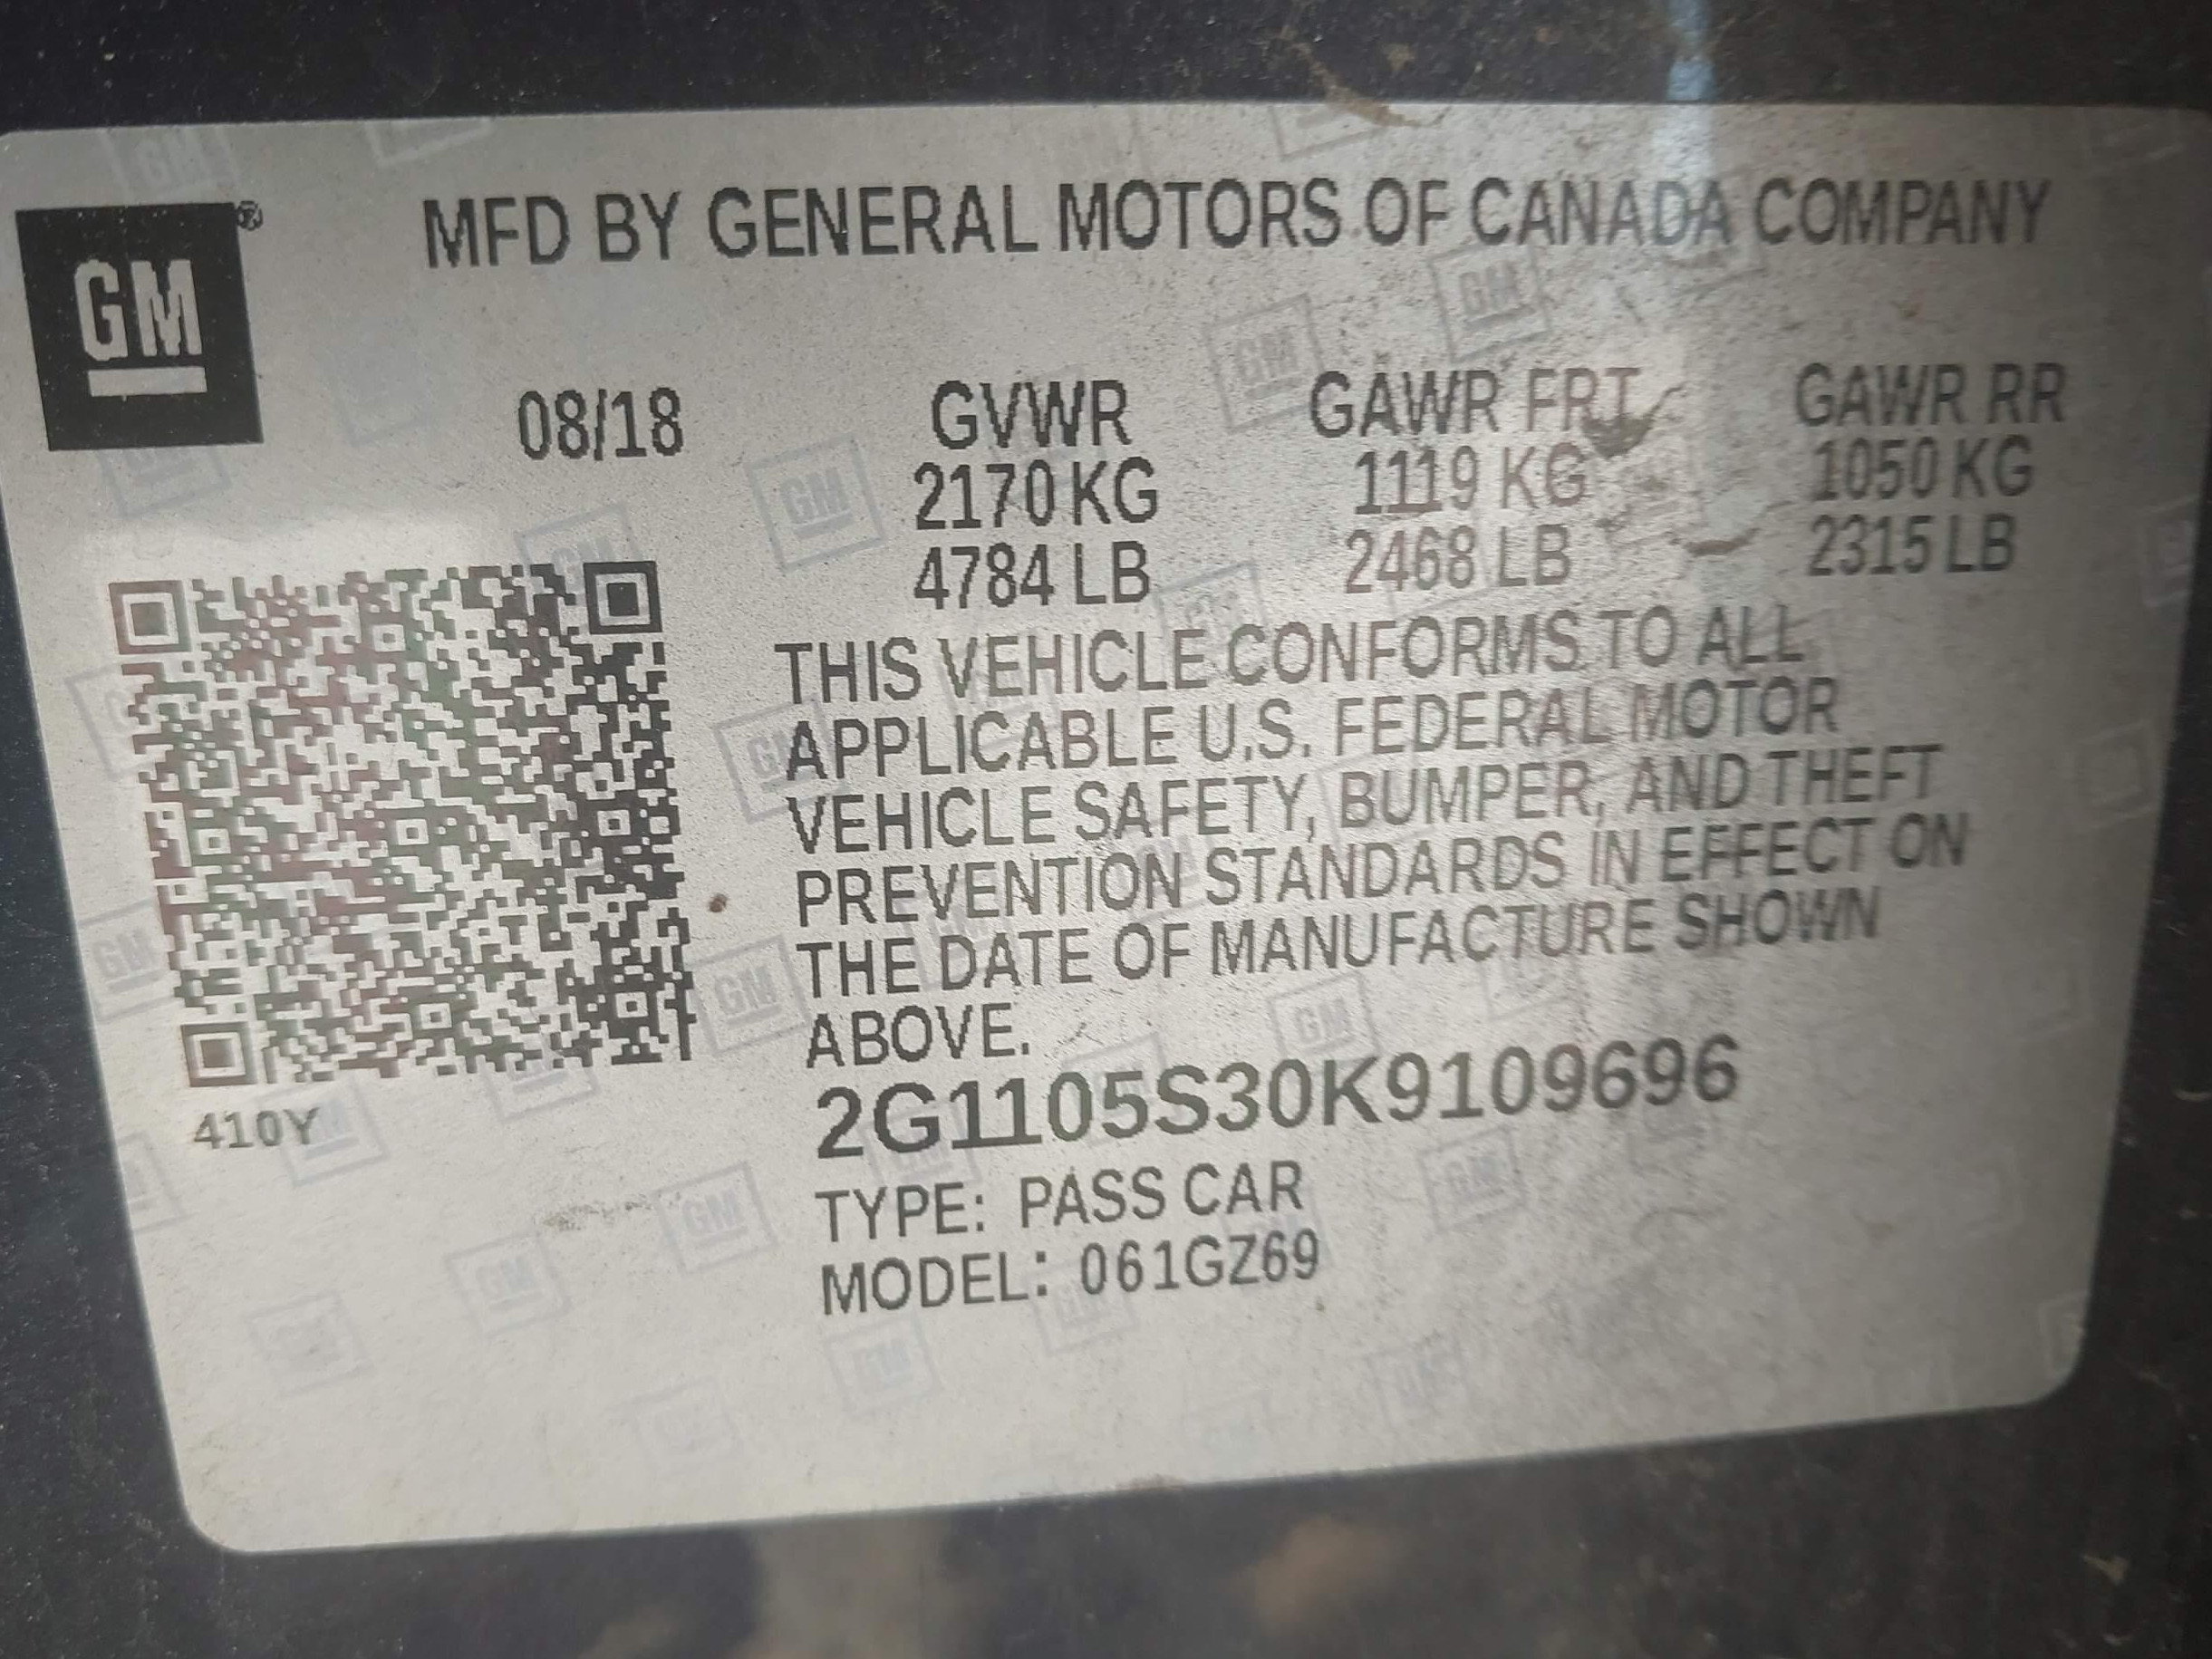 MFD BY GENERAL MOTORS OF CANADA COMPANY
GM®
08/18 GVWR GAWR FRT GAWR RR
2170 KG 1119 KG 1050 KG
4784 LB 2468 LB 2315 LB
THIS VEHICLE CONFORMS TO ALL
APPLICABLE U.S. FEDERAL MOTOR
VEHICLE SAFETY, BUMPER, AND THEFT
PREVENTION STANDARDS IN EFFECT ON
THE DATE OF MANUFACTURE SHOWN
ABOVE.
410Y
2G1105S30K9109696
TYPE: PASS CAR
MODEL: 061GZ69